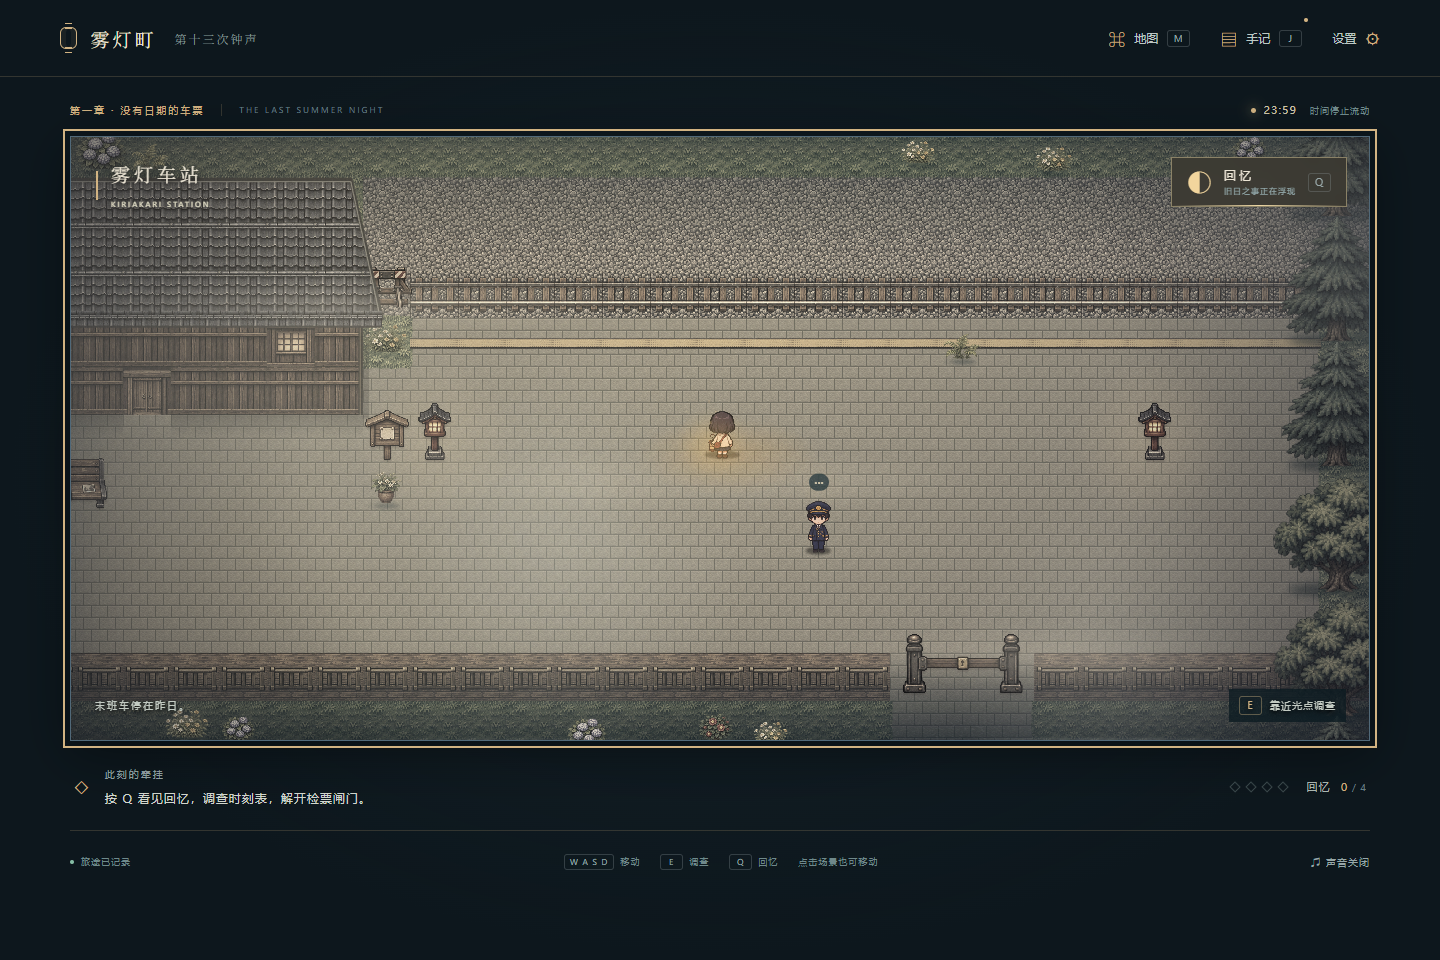 雾灯町 第十三次钟声
地图 M 手记 J 设置
第一章 · 没有日期的车票 THE LAST SUMMER NIGHT
23:59 时间停止流动
雾灯车站
KIRIAKARI STATION
回忆
旧日之事正在浮现
Q
末班车停在昨日。
E 靠近光点调查
此刻的牵挂
按 Q 看见回忆，调查时刻表，解开检票闸门。
回忆 0 / 4
旅途已记录
WASD 移动 E 调查 Q 回忆 点击场景也可移动
声音关闭